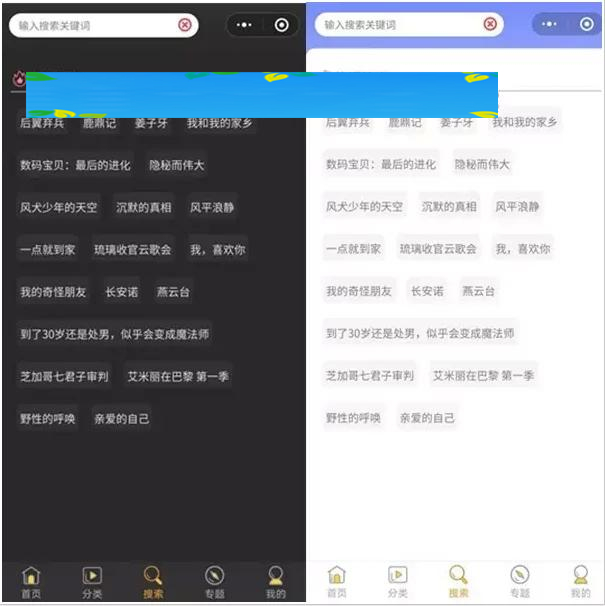 输入搜索关键词
后翼弃兵 鹿鼎记 姜子牙 我和我的家乡
数码宝贝：最后的进化 隐秘而伟大
风犬少年的天空 沉默的真相 风平浪静
一点就到家 琉璃收官云歌会 我，喜欢你
我的奇怪朋友 长安诺 燕云台
到了30岁还是处男，似乎会变成魔法师
芝加哥七君子审判 艾米丽在巴黎 第一季
野性的呼唤 亲爱的自己
首页 分类 搜索 专题 我的
输入搜索关键词
后翼弃兵 鹿鼎记 姜子牙 我和我的家乡
数码宝贝：最后的进化 隐秘而伟大
风犬少年的天空 沉默的真相 风平浪静
一点就到家 琉璃收官云歌会 我，喜欢你
我的奇怪朋友 长安诺 燕云台
到了30岁还是处男，似乎会变成魔法师
芝加哥七君子审判 艾米丽在巴黎 第一季
野性的呼唤 亲爱的自己
首页 分类 搜索 专题 我的